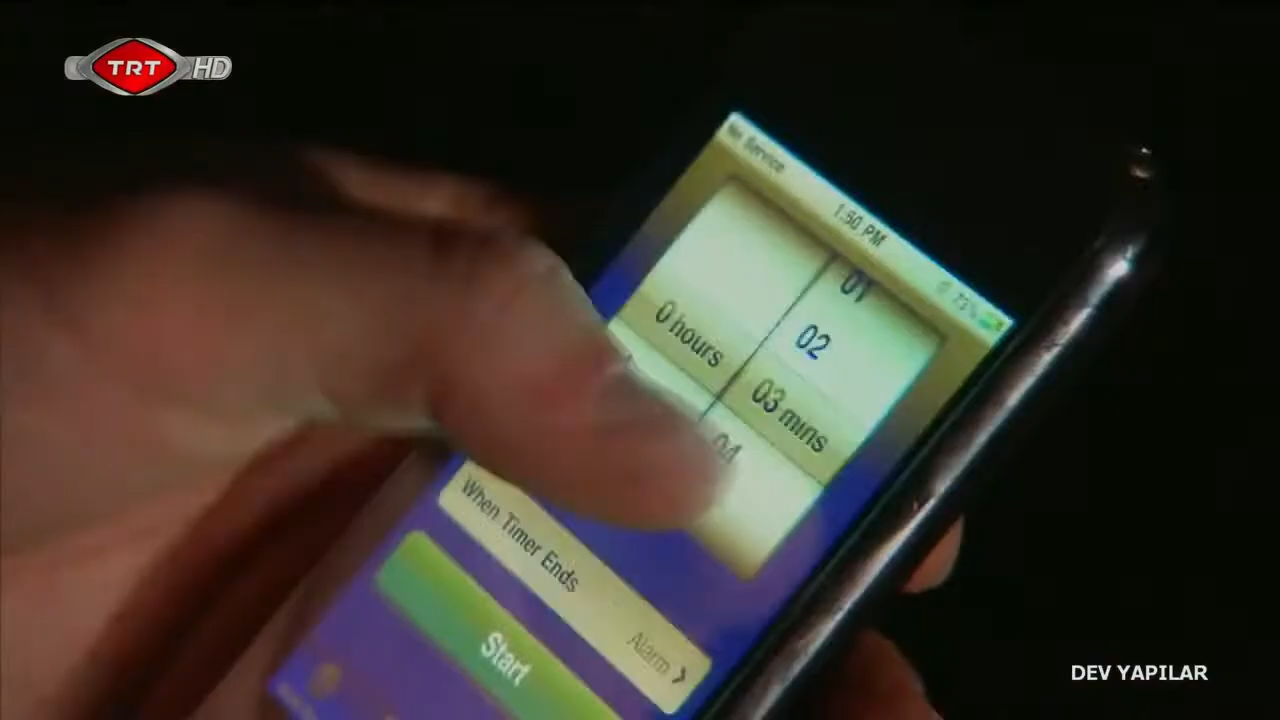 TRT HD
No Service
1:50 PM
73%
01
02
0 hours
03 mins
04
When Timer Ends
Alarm
Start
DEV YAPILAR